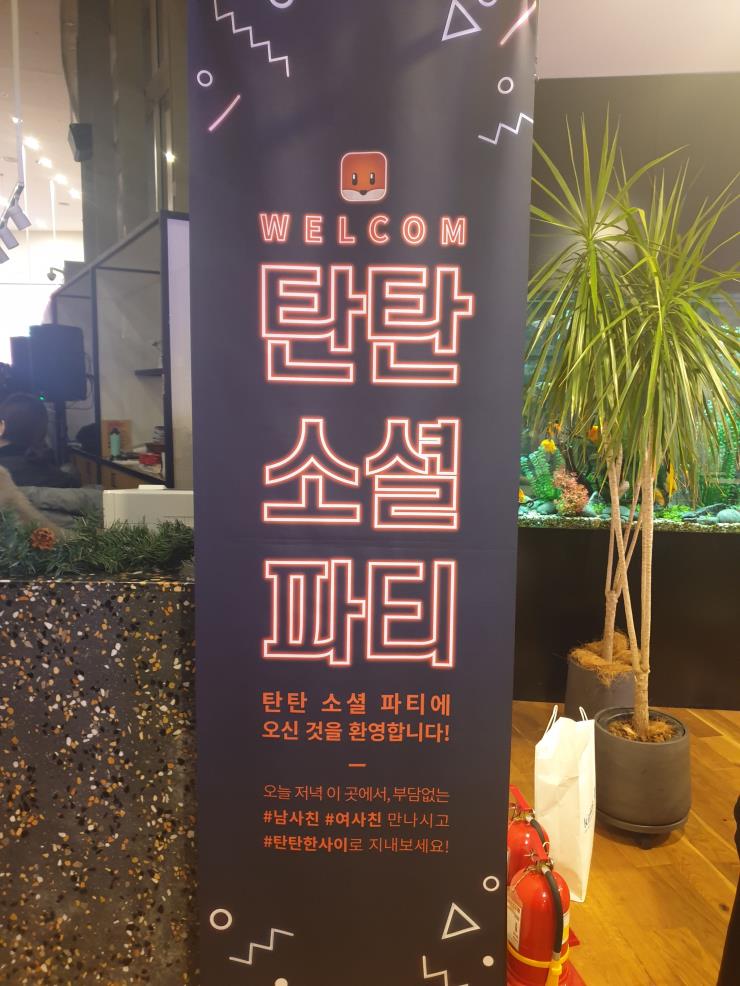 WELCOM
탄탄
소셜
파티
탄탄 소셜 파티에
오신 것을 환영합니다!
오늘 저녁 이 곳에서, 부담없는
#남사친 #여사친 만나시고
#탄탄한사이로 지내보세요!